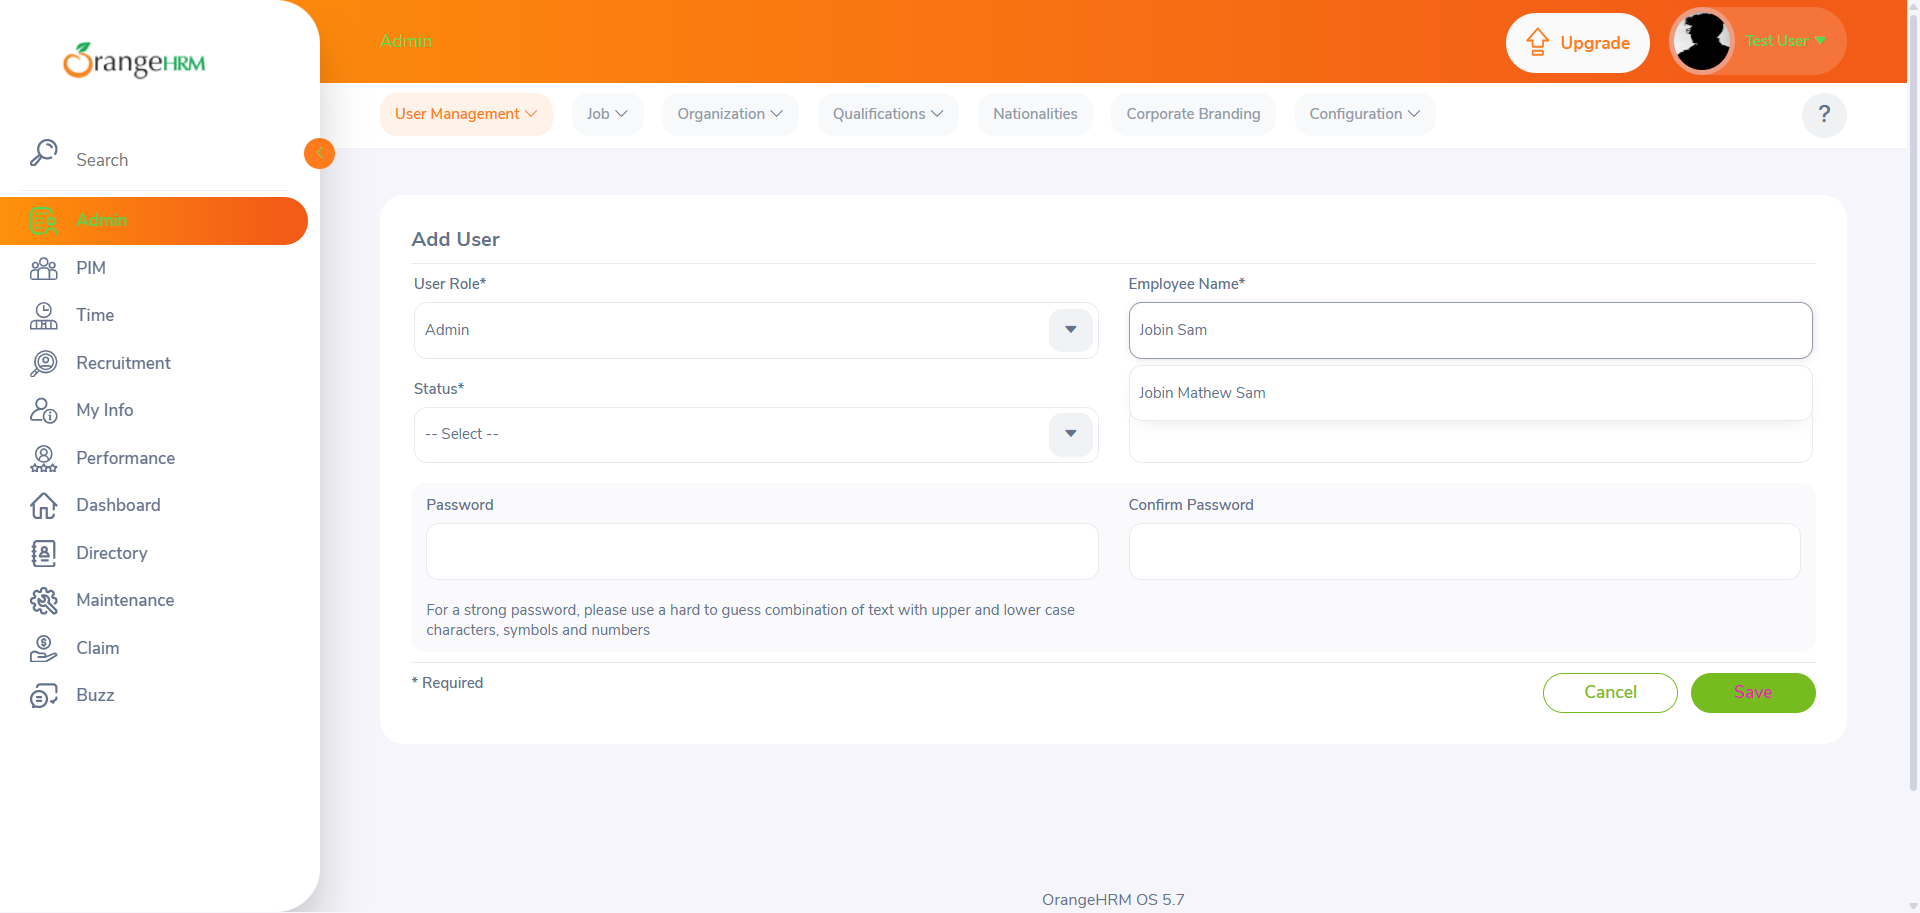 OrangeHRM
Admin
Upgrade
Test User
User Management
Job
Organization
Qualifications
Nationalities
Corporate Branding
Configuration
?
Search
Admin
PIM
Time
Recruitment
My Info
Performance
Dashboard
Directory
Maintenance
Claim
Buzz
Add User
User Role*
Employee Name*
Admin
Jobin Sam
Status*
Jobin Mathew Sam
-- Select --
Password
Confirm Password
For a strong password, please use a hard to guess combination of text with upper and lower case
characters, symbols and numbers
* Required
Cancel
Save
OrangeHRM OS 5.7